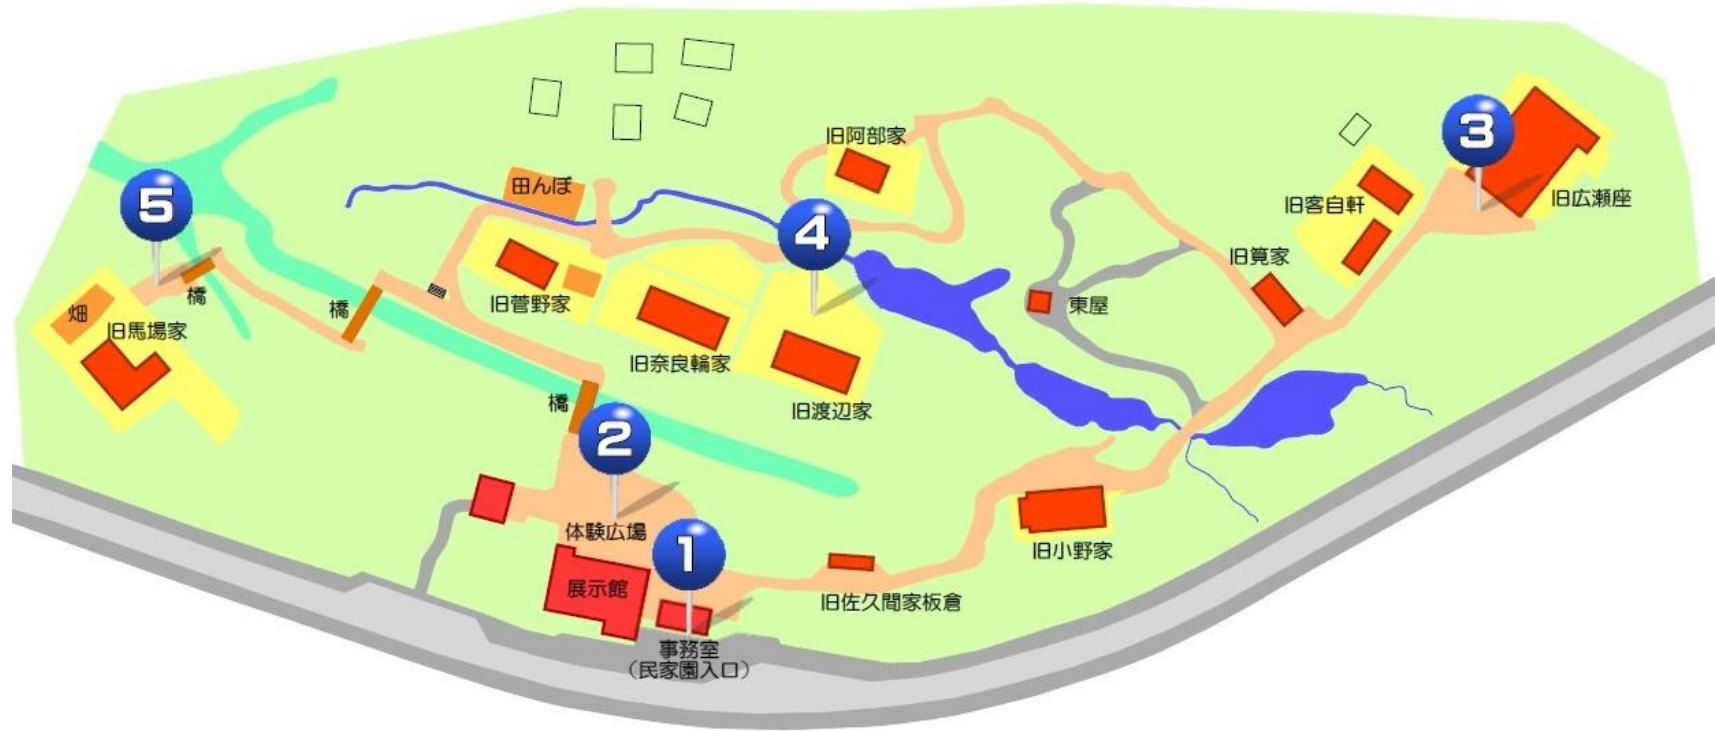 3
旧阿部家
5
田んぼ
旧客自軒
旧広瀬座
4
旧筧家
橋
橋
旧菅野家
東屋
畑
旧馬場家
旧奈良輪家
橋
旧渡辺家
2
体験広場
1
旧小野家
展示館
旧佐久間家板倉
事務室
(民家園入口)